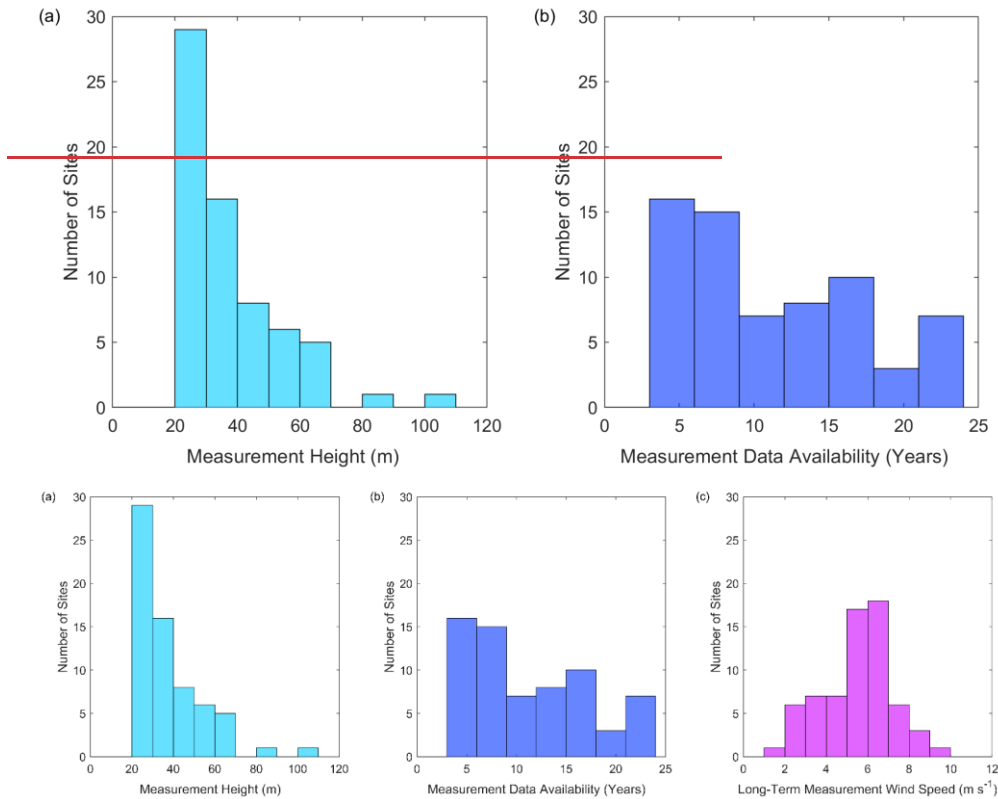 (a)
(b)
30
25
20
15
10
5
0
Number of Sites
0 20 40 60 80 100 120
Measurement Height (m)
30
25
20
15
10
5
0
Number of Sites
0 5 10 15 20 25
Measurement Data Availability (Years)
(a)
30
25
20
15
10
5
0
Number of Sites
0 20 40 60 80 100 120
Measurement Height (m)
(b)
30
25
20
15
10
5
0
Number of Sites
0 5 10 15 20 25
Measurement Data Availability (Years)
(c)
30
25
20
15
10
5
0
Number of Sites
0 2 4 6 8 10 12
Long-Term Measurement Wind Speed (m s⁻¹)